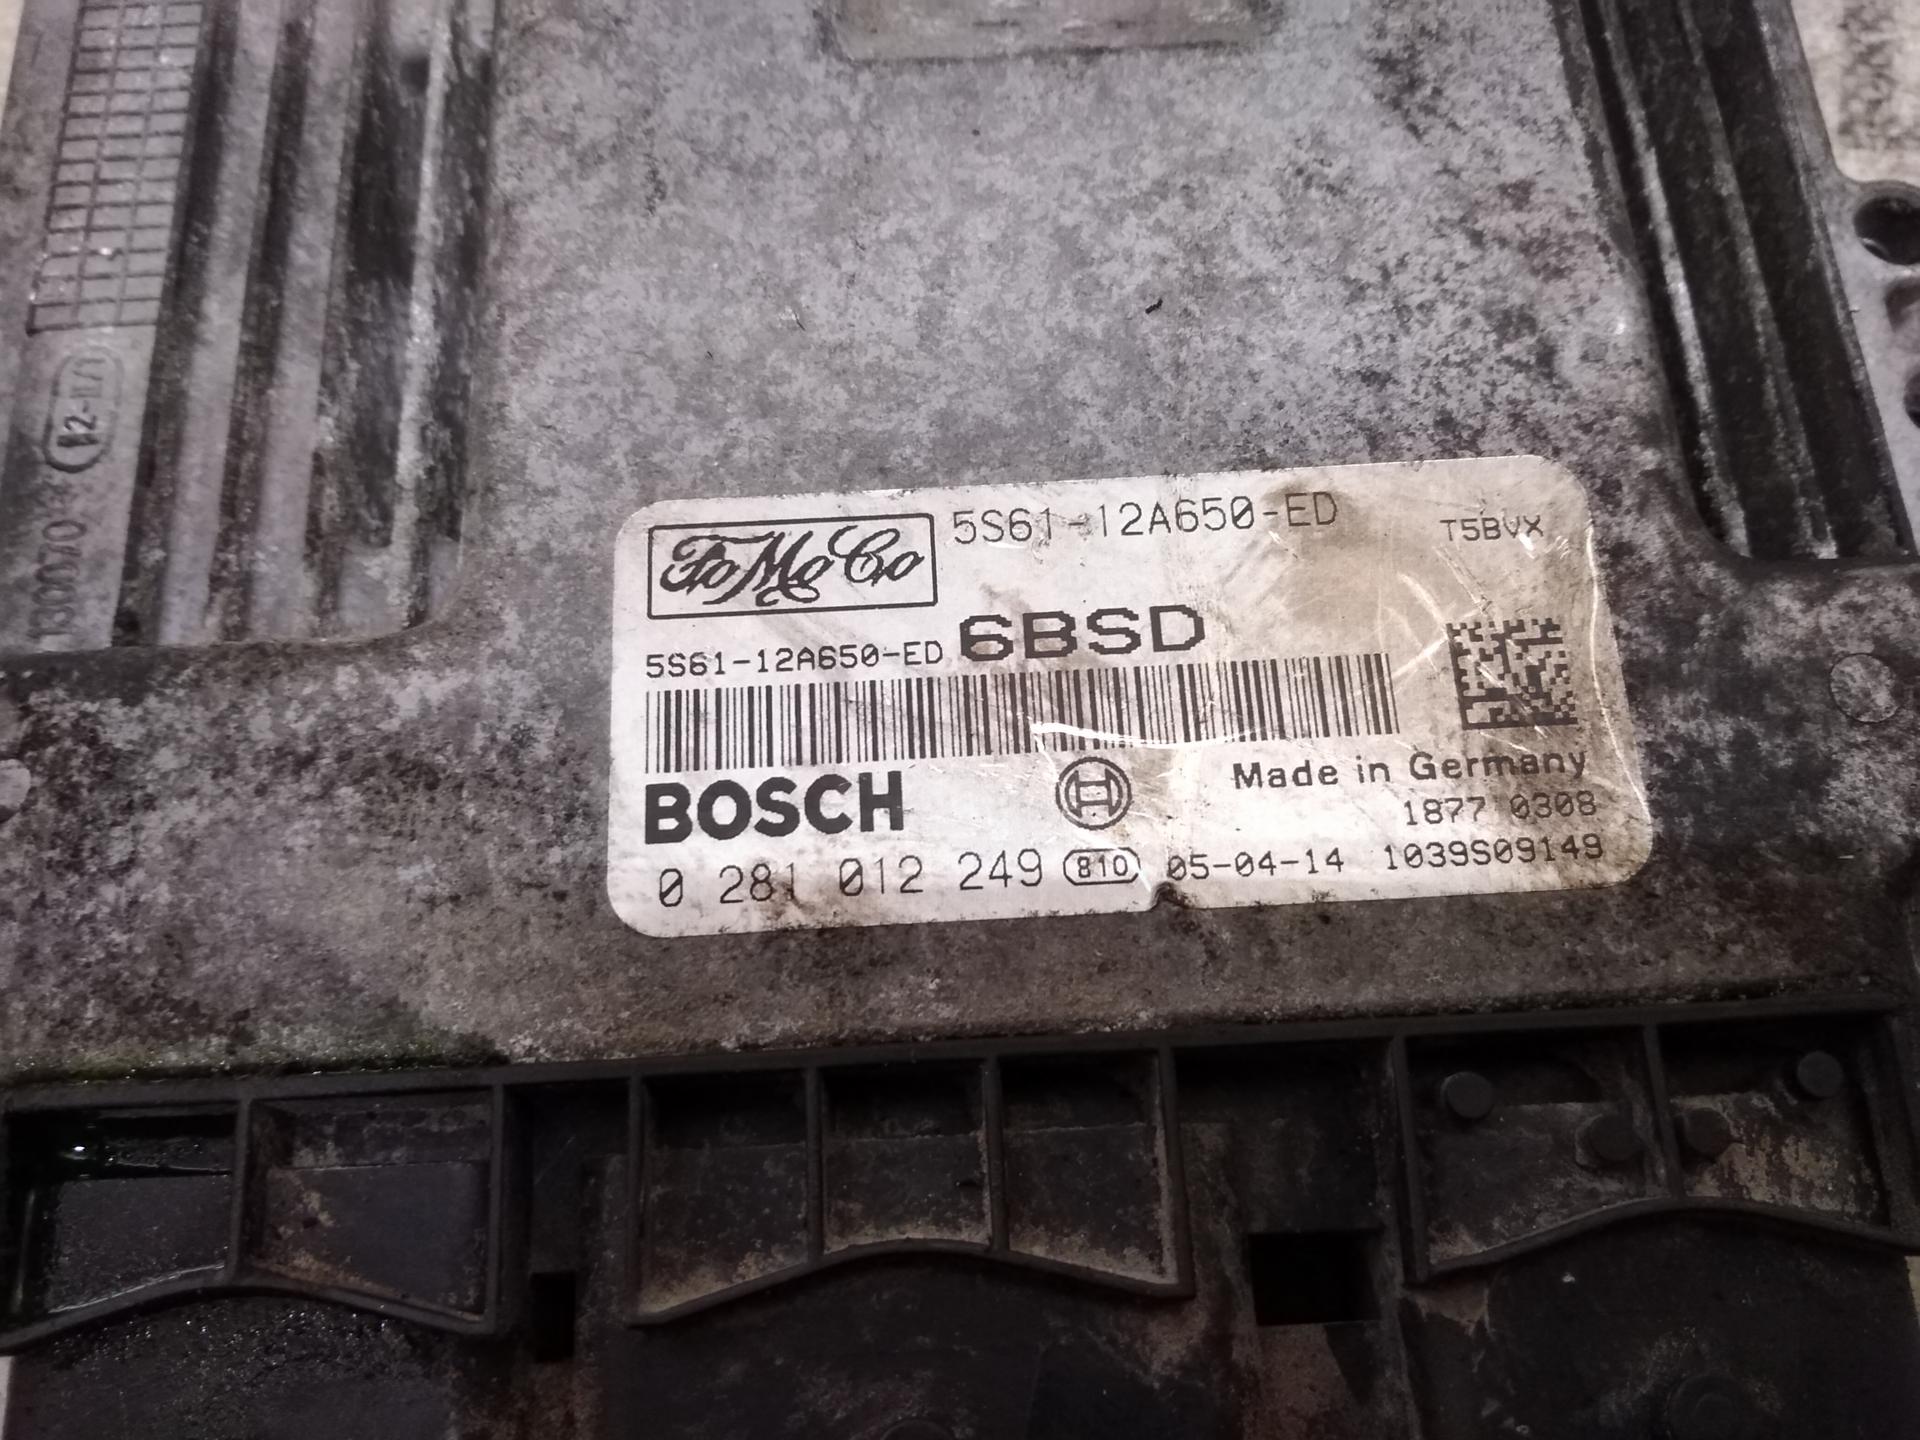 FoMoCo 5S61-12A650-ED T5BVX
5S61-12A650-ED 6BSD
BOSCH Made in Germany
1877 0308
0 281 012 249 810 05-04-14 1039S09149